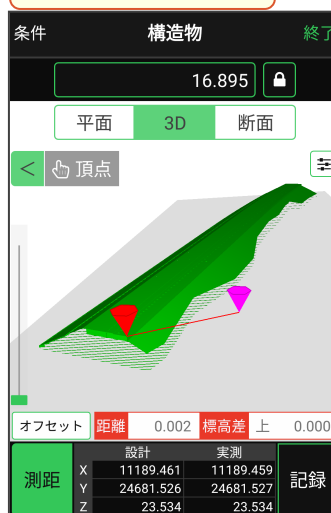 条件 構造物 終了
16.895
平面 3D 断面
< 頂点
オフセット 距離 0.002 標高差 上 0.000
設計 実測
測距 X 11189.461 11189.459 記録
Y 24681.526 24681.527
Z 23.534 23.534